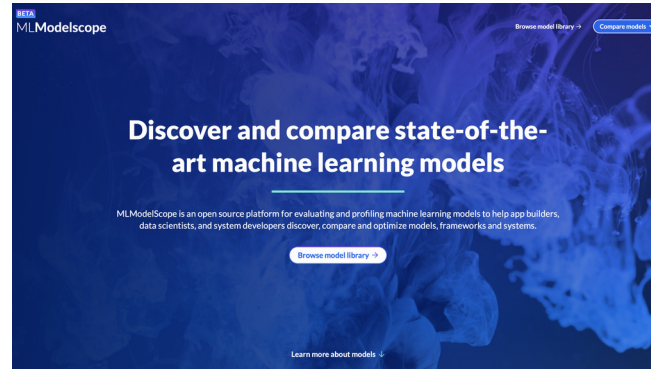 BETA
MLModelscope
Browse model library →
Compare models
Discover and compare state-of-the-
art machine learning models
MLModelScope is an open source platform for evaluating and profiling machine learning models to help app builders,
data scientists, and system developers discover, compare and optimize models, frameworks and systems.
Browse model library →
Learn more about models ↓